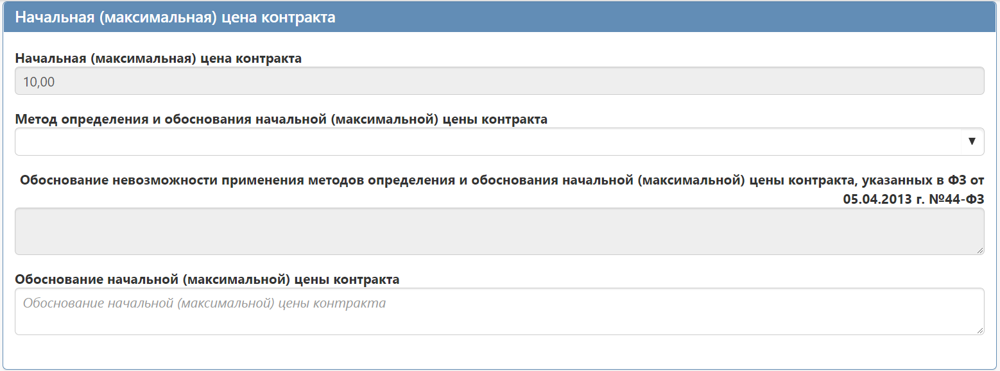 Начальная (максимальная) цена контракта
Начальная (максимальная) цена контракта
10,00
Метод определения и обоснования начальной (максимальной) цены контракта
Обоснование невозможности применения методов определения и обоснования начальной (максимальной) цены контракта, указанных в ФЗ от
05.04.2013 г. №44-ФЗ
Обоснование начальной (максимальной) цены контракта
Обоснование начальной (максимальной) цены контракта